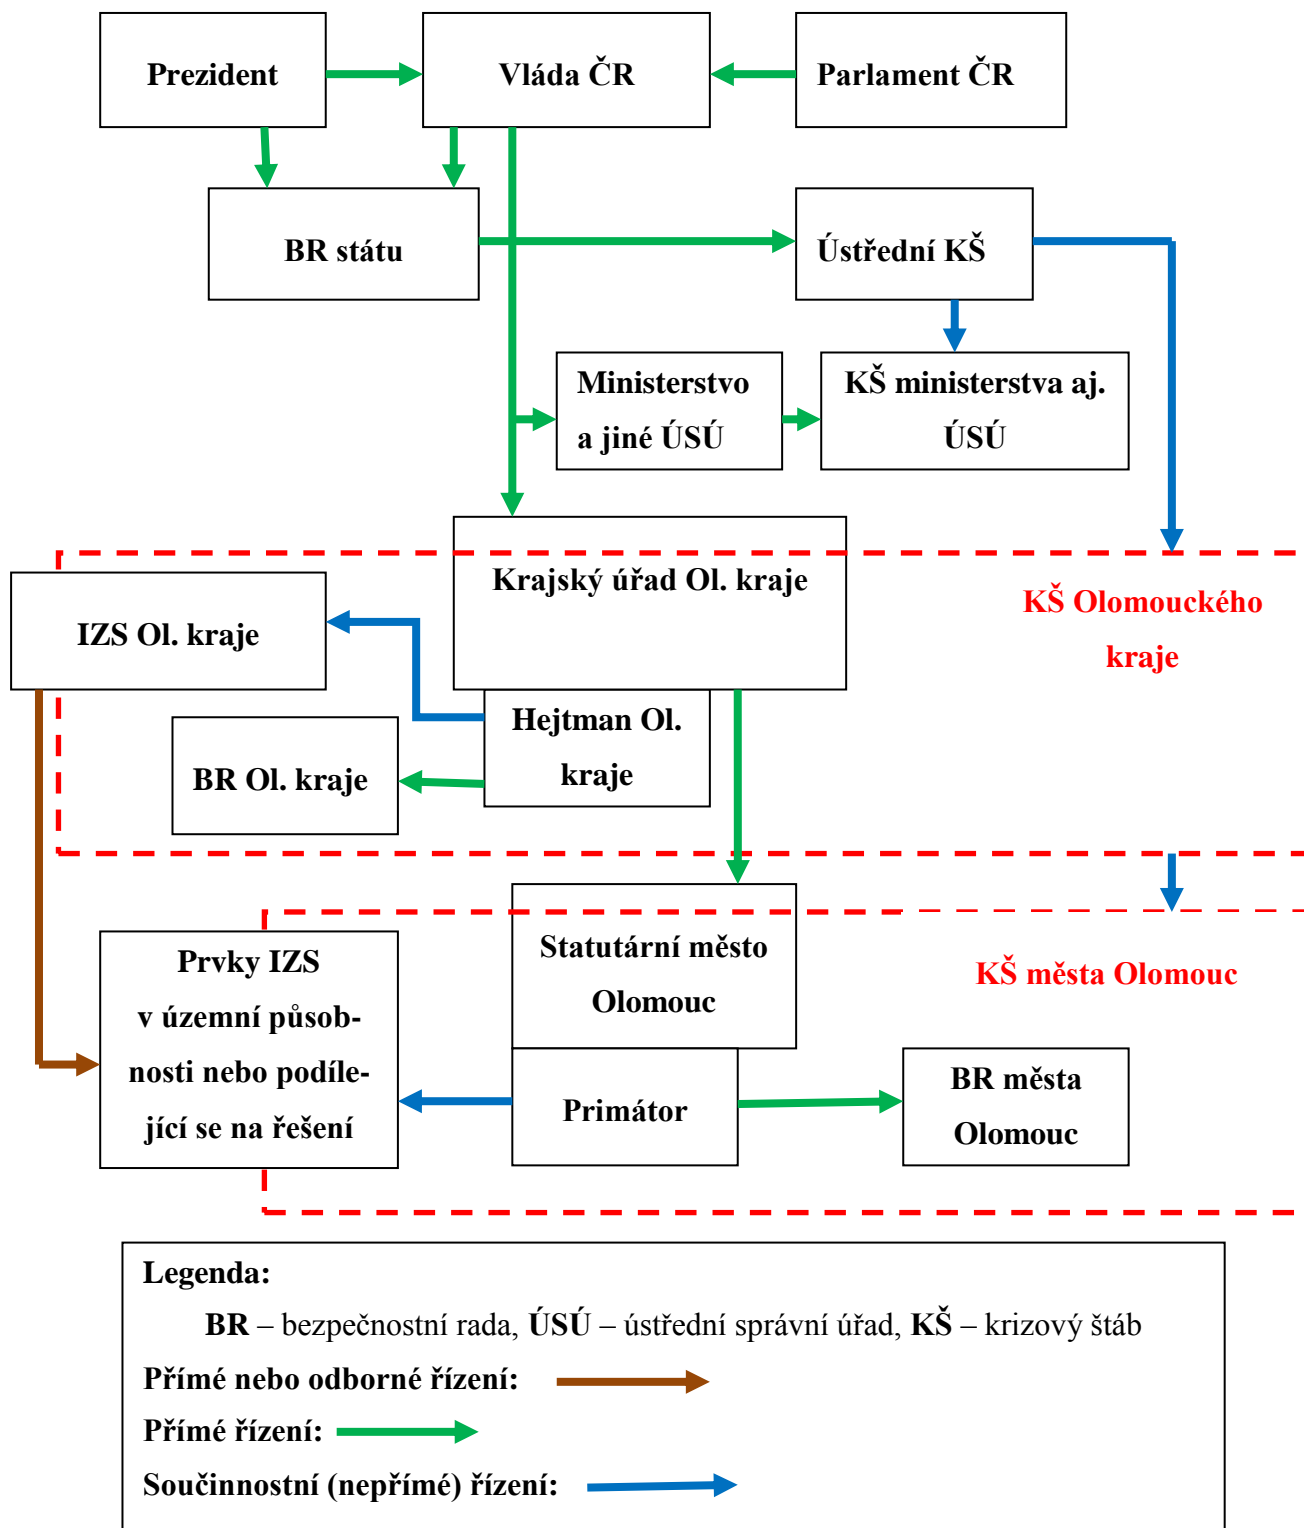 Prezident
Vláda ČR
Parlament ČR
BR státu
Ústřední KŠ
Ministerstvo
a jiné ÚSÚ
KŠ ministerstva aj.
ÚSÚ
Krajský úřad Ol. kraje
KŠ Olomouckého
kraje
IZS Ol. kraje
Hejtman Ol.
kraje
BR Ol. kraje
Statutární město
Olomouc
KŠ města Olomouc
Prvky IZS
v územní působ-
nosti nebo podíle-
jící se na řešení
Primátor
BR města
Olomouc
Legenda:
BR – bezpečnostní rada, ÚSÚ – ústřední správní úřad, KŠ – krizový štáb
Přímé nebo odborné řízení:
Přímé řízení:
Součinnostní (nepřímé) řízení: